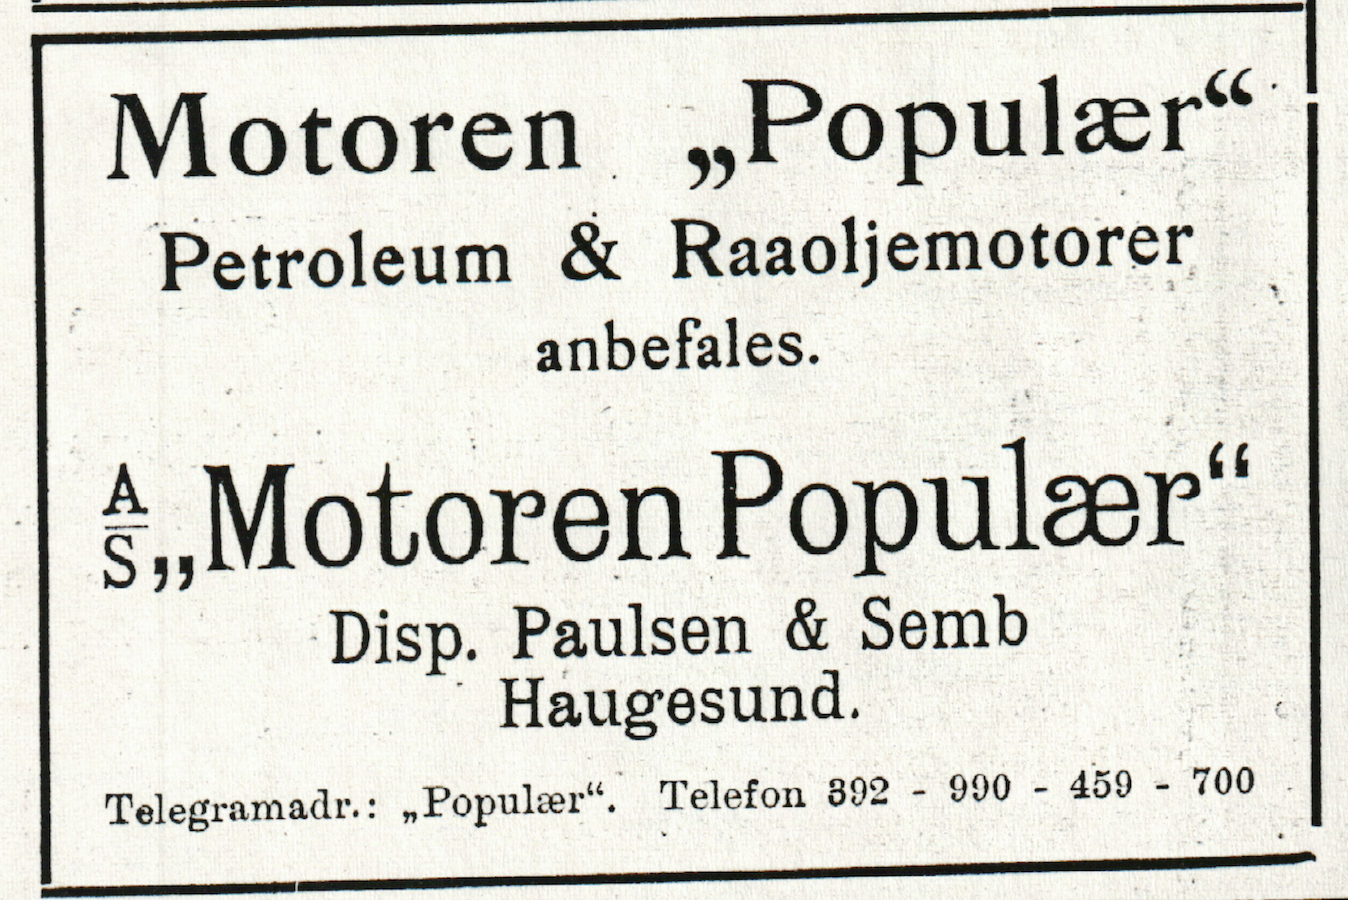 Motoren „Populær“
Petroleum & Raaoljemotorer
anbefales.
A/S „Motoren Populær“
Disp. Paulsen & Semb
Haugesund.
Telegramadr.: „Populær“. Telefon 392 - 990 - 459 - 700